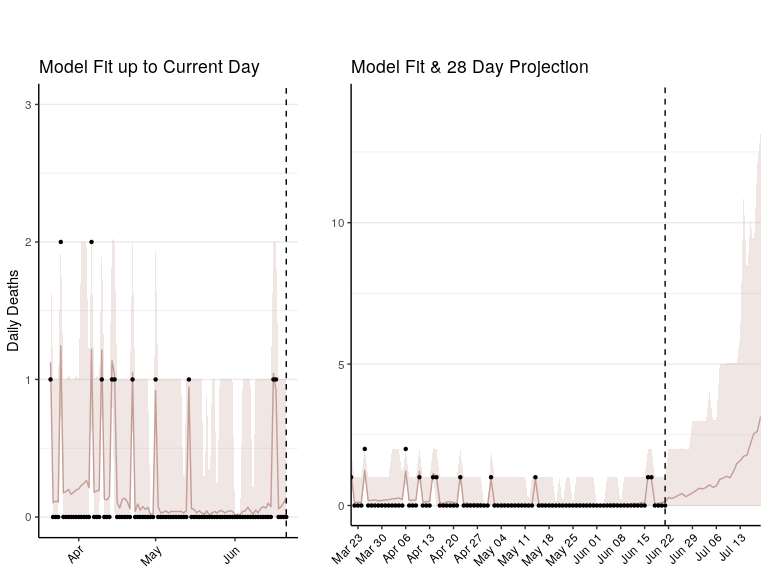 Model Fit up to Current Day
Daily Deaths
3
2
1
0
Apr
May
Jun
Model Fit & 28 Day Projection
10
5
0
Mar 23
Mar 30
Apr 06
Apr 13
Apr 20
Apr 27
May 04
May 11
May 18
May 25
Jun 01
Jun 08
Jun 15
Jun 22
Jun 29
Jul 06
Jul 13